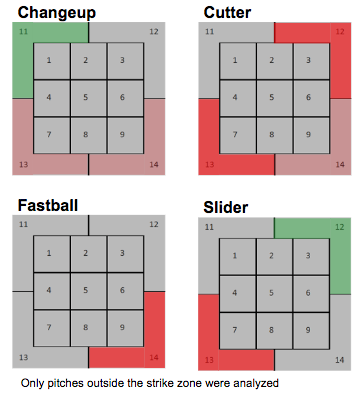 Changeup
Cutter
11
12
1 2 3
4 5 6
7 8 9
13
14
11
12
1 2 3
4 5 6
7 8 9
13
14
Fastball
Slider
11
12
1 2 3
4 5 6
7 8 9
13
14
11
12
1 2 3
4 5 6
7 8 9
13
14
Only pitches outside the strike zone were analyzed